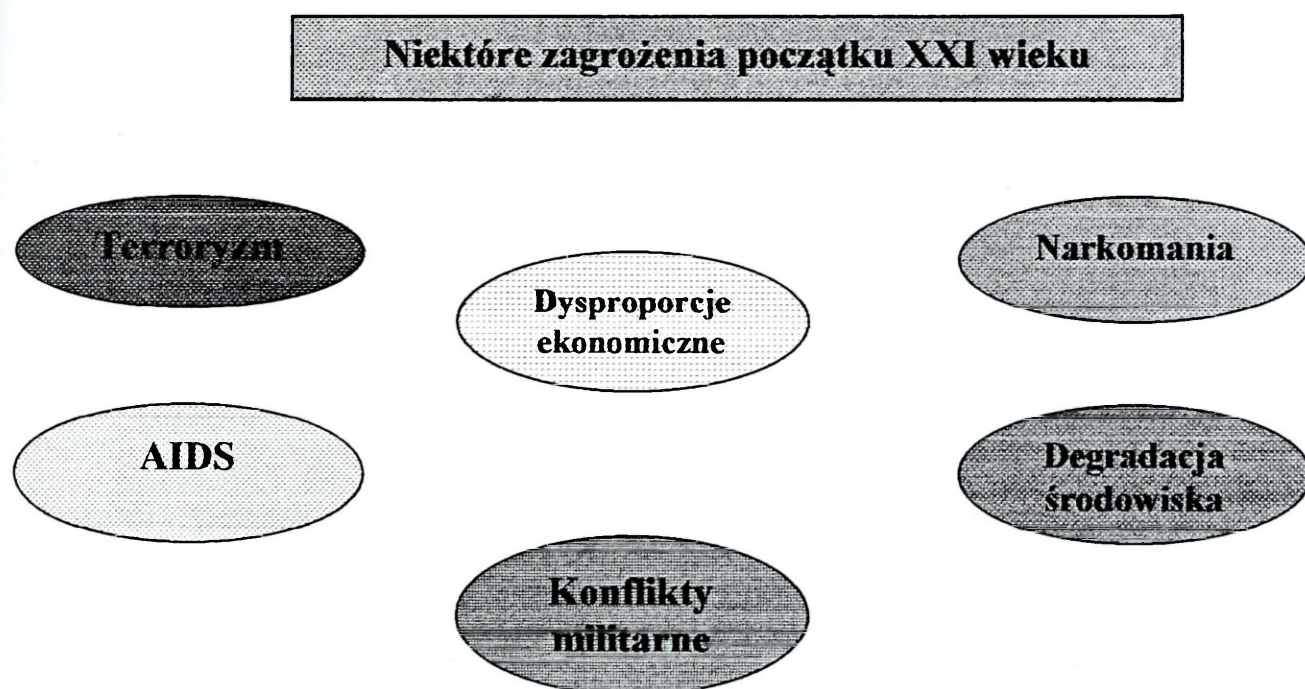 Niektóre zagrożenia początku XXI wieku
Terroryzm
Narkomania
Dysproporcje
ekonomiczne
AIDS
Degradacja
środowiska
Konflikty
militarne